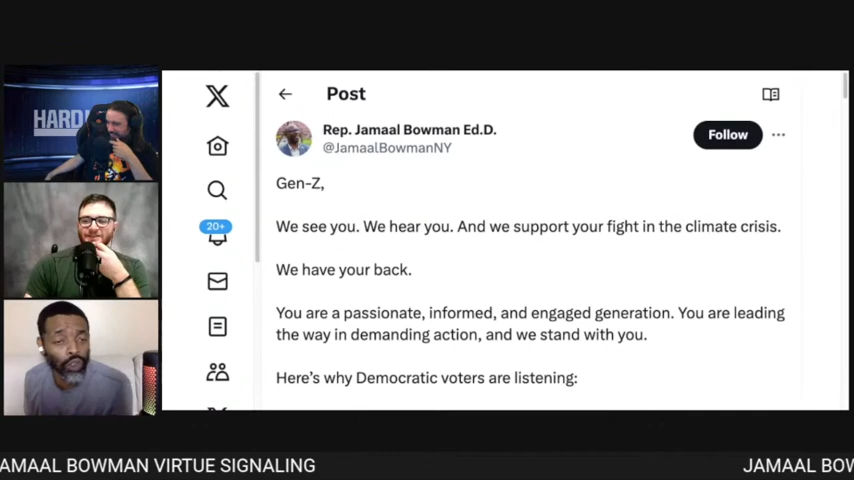 HARD
Post
Rep. Jamaal Bowman Ed.D.
@JamaalBowmanNY
Follow
Gen-Z,
We see you. We hear you. And we support your fight in the climate crisis.
20+
We have your back.
You are a passionate, informed, and engaged generation. You are leading
the way in demanding action, and we stand with you.
Here's why Democratic voters are listening:
AMAAL BOWMAN VIRTUE SIGNALING
JAMAAL BOW